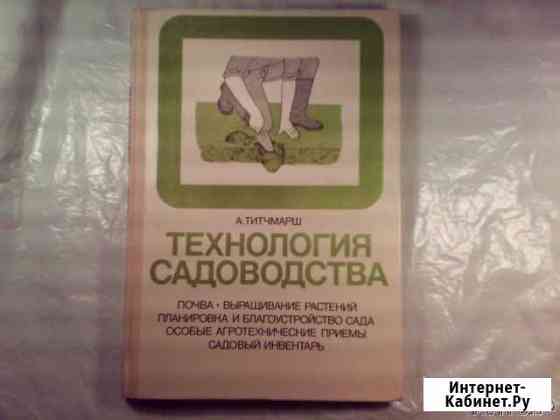 А. ТИТЧМАРШ
ТЕХНОЛОГИЯ
САДОВОДСТВА
ПОЧВА • ВЫРАЩИВАНИЕ РАСТЕНИЙ
ПЛАНИРОВКА И БЛАГОУСТРОЙСТВО САДА
ОСОБЫЕ АГРОТЕХНИЧЕСКИЕ ПРИЕМЫ
САДОВЫЙ ИНВЕНТАРЬ
Интернет-
Кабинет.Ру